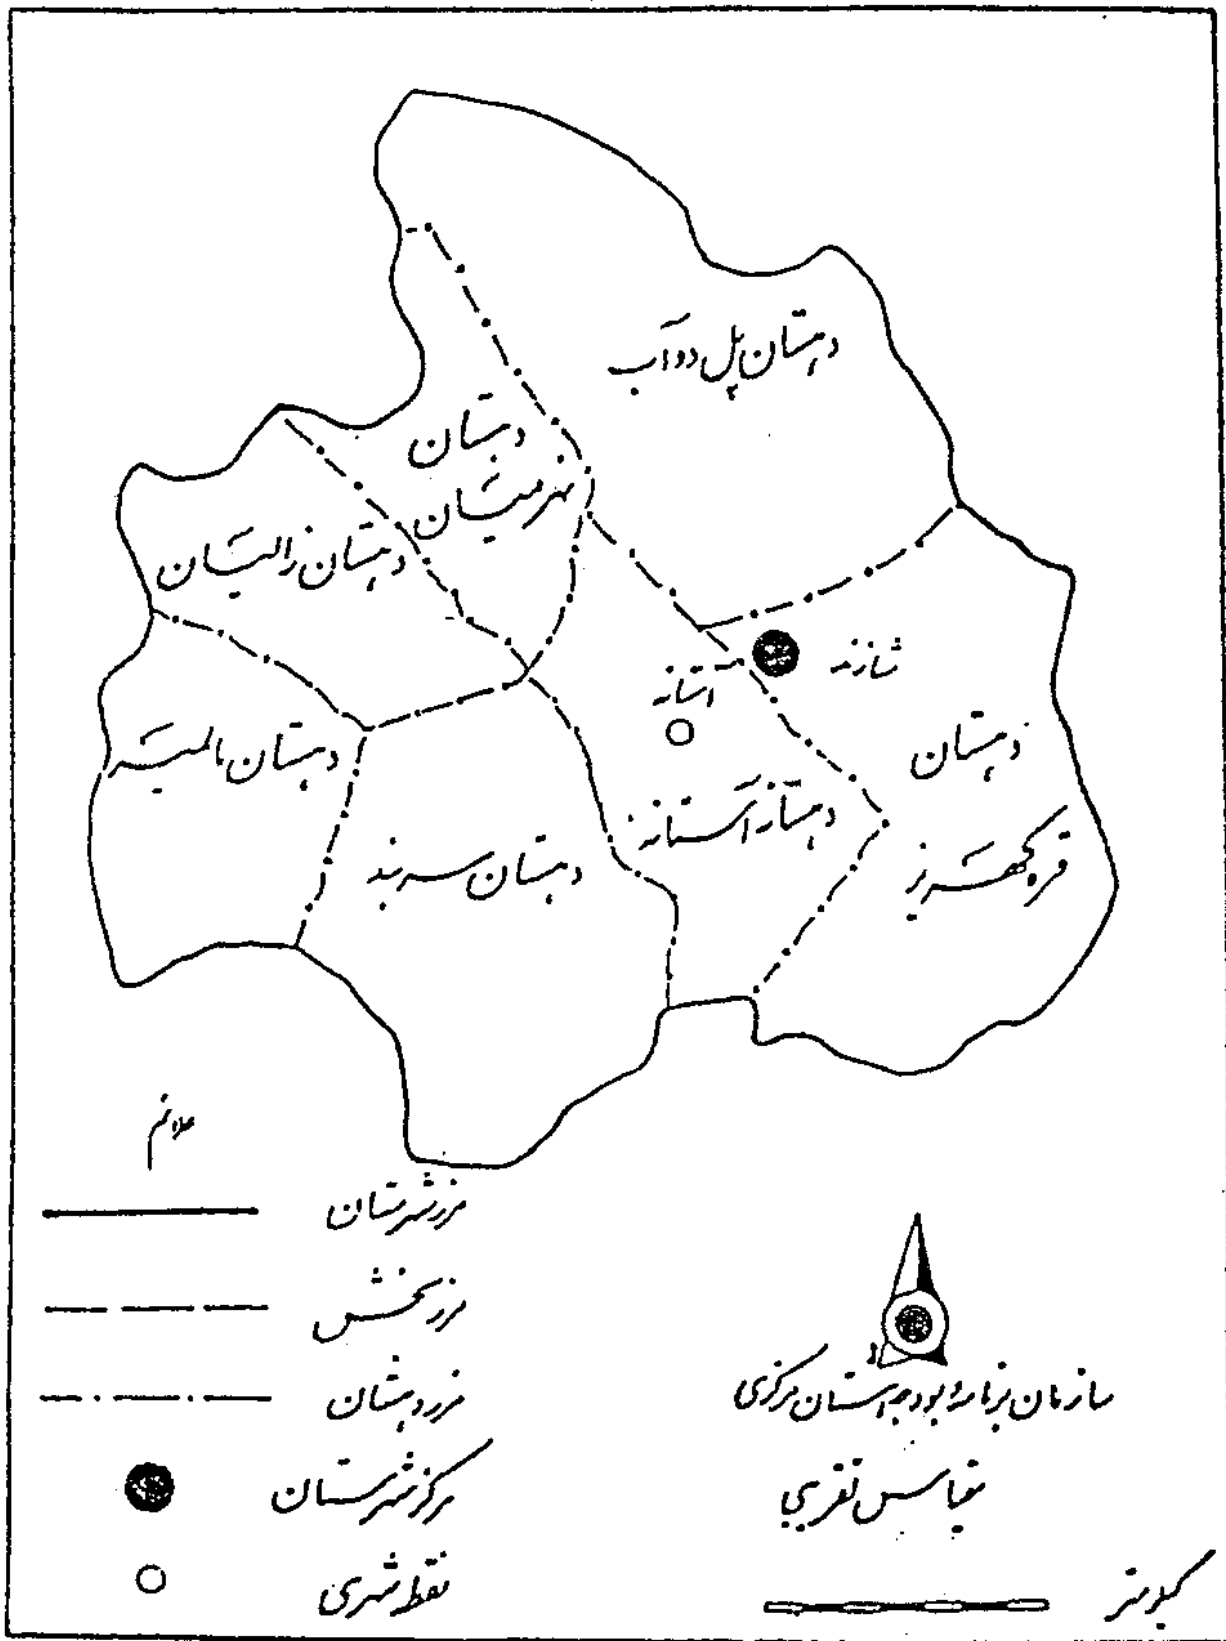 دهستان پل دوآب
دهستان
نهرمیان
دهستان زالیان
شازند
آستانه
دهستان
قره‌کهریز
دهستان مالمیر
دهستان آستانه
دهستان سربند
علائم
مرز شهرستان
مرز بخش
مرز دهستان
مرکز شهرستان
نقطه شهری
سازمان برنامه و بودجه استان مرکزی
مقیاس تقریبی
کیلومتر